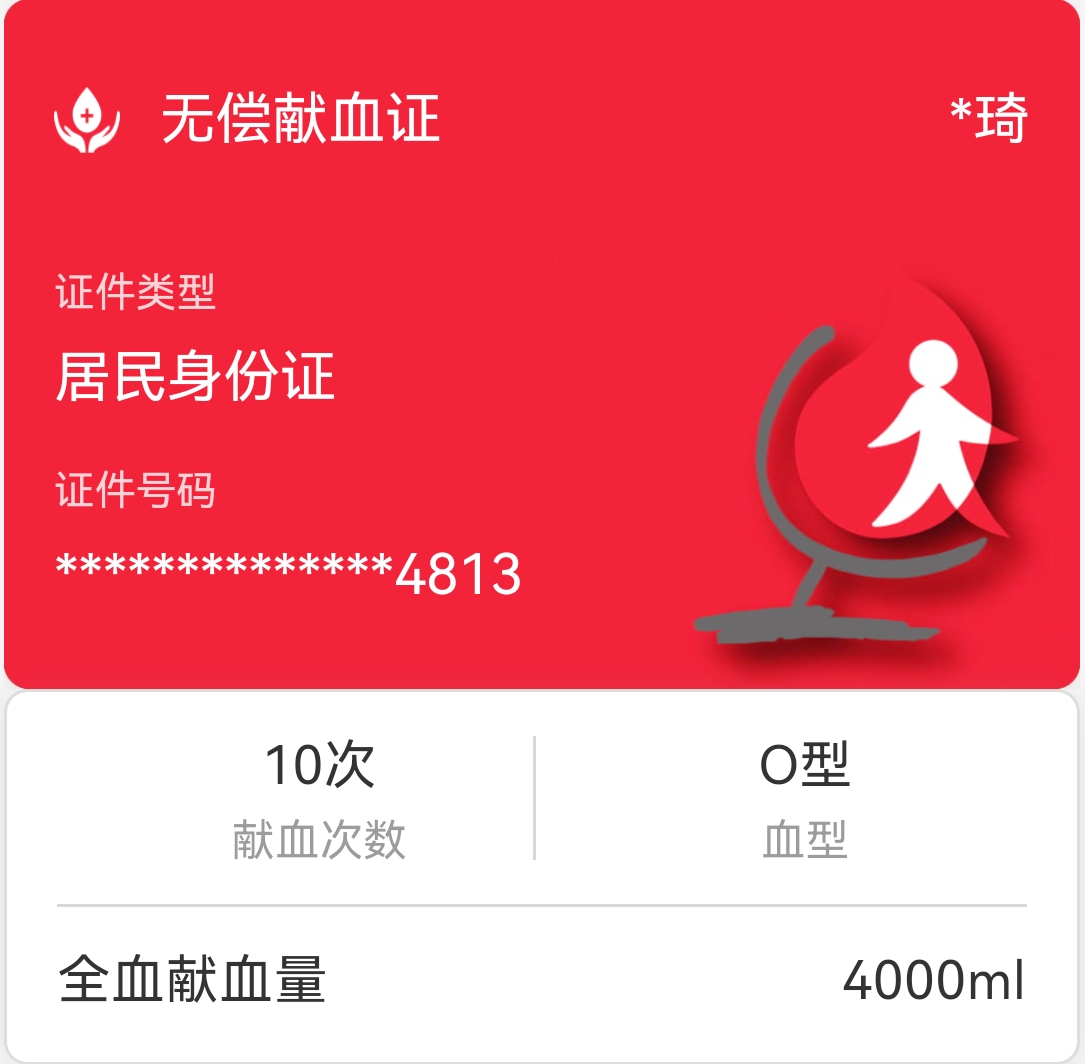 无偿献血证
*琦
证件类型
居民身份证
证件号码
**************4813
10次
O型
献血次数
血型
全血献血量
4000ml